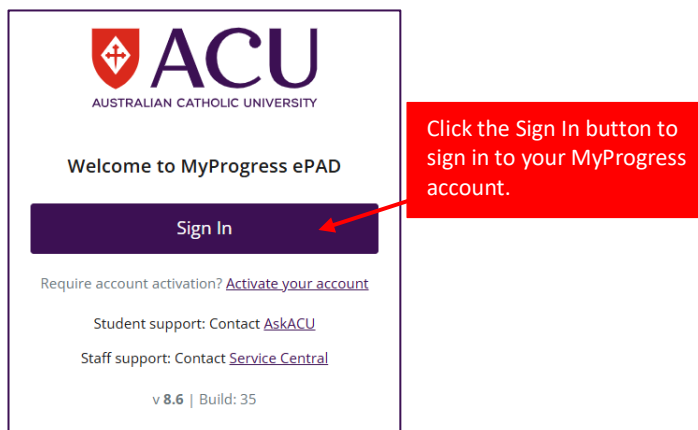 ACU
AUSTRALIAN CATHOLIC UNIVERSITY
Welcome to MyProgress ePAD
Sign In
Require account activation? Activate your account
Student support: Contact AskACU
Staff support: Contact Service Central
v 8.6 | Build: 35
Click the Sign In button to
sign in to your MyProgress
account.